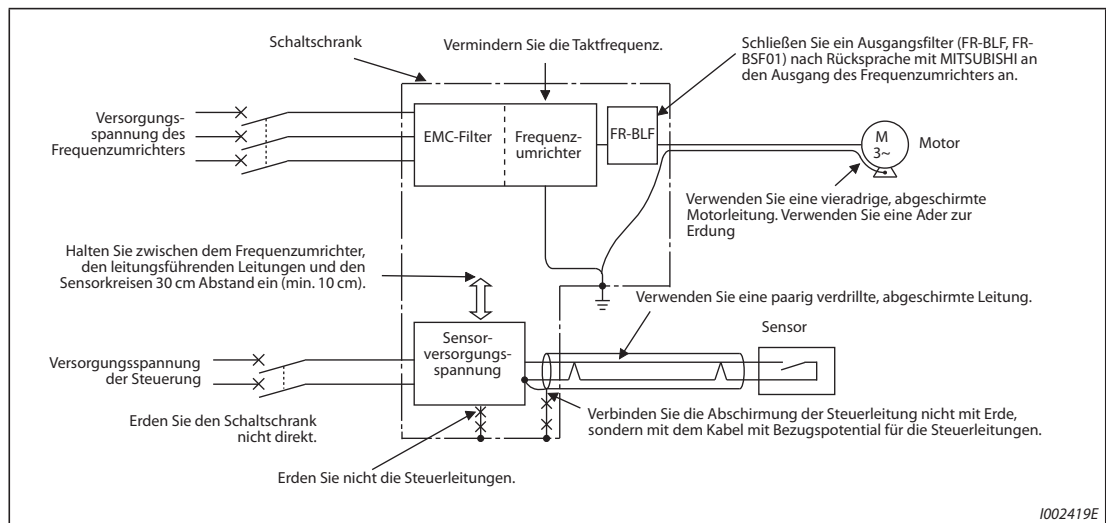 Schaltschrank
Vermindern Sie die Taktfrequenz.
Schließen Sie ein Ausgangsfilter (FR-BLF, FR-
BSF01) nach Rücksprache mit MITSUBISHI an
den Ausgang des Frequenzumrichters an.
Versorgungs-
spannung des
Frequenzumrichters
EMC-Filter
Frequenz-
umrichter
FR-BLF
M
3~
Motor
Verwenden Sie eine vieradrige, abgeschirmte
Motorleitung. Verwenden Sie eine Ader zur
Erdung
Halten Sie zwischen dem Frequenzumrichter,
den leitungsführenden Leitungen und den
Sensorkreisen 30 cm Abstand ein (min. 10 cm).
Verwenden Sie eine paarig verdrillte, abgeschirmte Leitung.
Sensor-
versorgungs-
spannung
Sensor
Versorgungsspannung
der Steuerung
Erden Sie den Schaltschrank
nicht direkt.
Verbinden Sie die Abschirmung der Steuerleitung nicht mit Erde,
sondern mit dem Kabel mit Bezugspotential für die Steuerleitungen.
Erden Sie nicht die Steuerleitungen.
I002419E